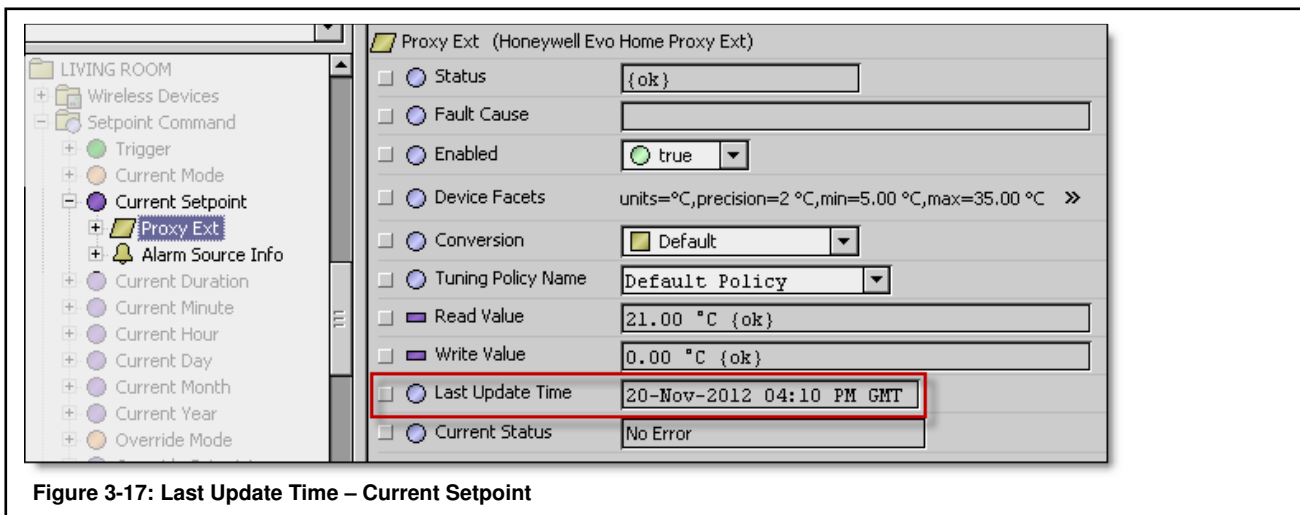 LIVING ROOM
Wireless Devices
Setpoint Command
Trigger
Current Mode
Current Setpoint
Proxy Ext
Alarm Source Info
Current Duration
Current Minute
Current Hour
Current Day
Current Month
Current Year
Override Mode
Proxy Ext (Honeywell Evo Home Proxy Ext)
Status {ok}
Fault Cause
Enabled true
Device Facets units=°C,precision=2 °C,min=5.00 °C,max=35.00 °C »
Conversion Default
Tuning Policy Name Default Policy
Read Value 21.00 °C {ok}
Write Value 0.00 °C {ok}
Last Update Time 20-Nov-2012 04:10 PM GMT
Current Status No Error
Figure 3-17: Last Update Time – Current Setpoint